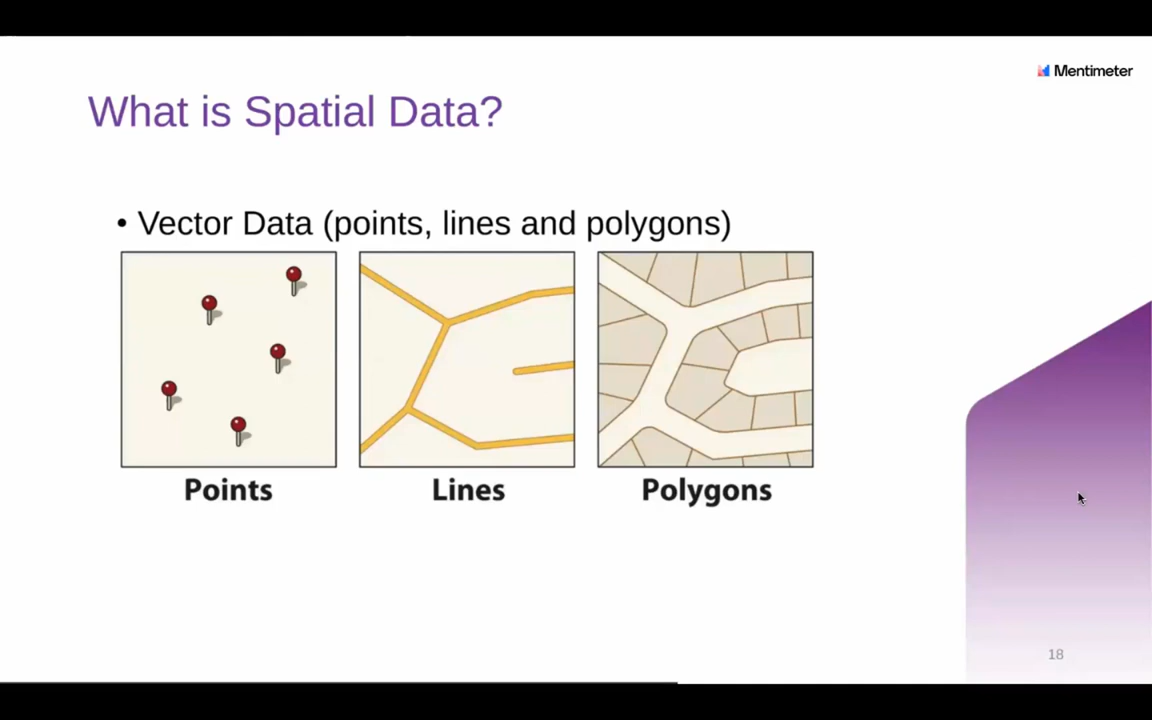 Mentimeter
What is Spatial Data?
• Vector Data (points, lines and polygons)
Points
Lines
Polygons
18